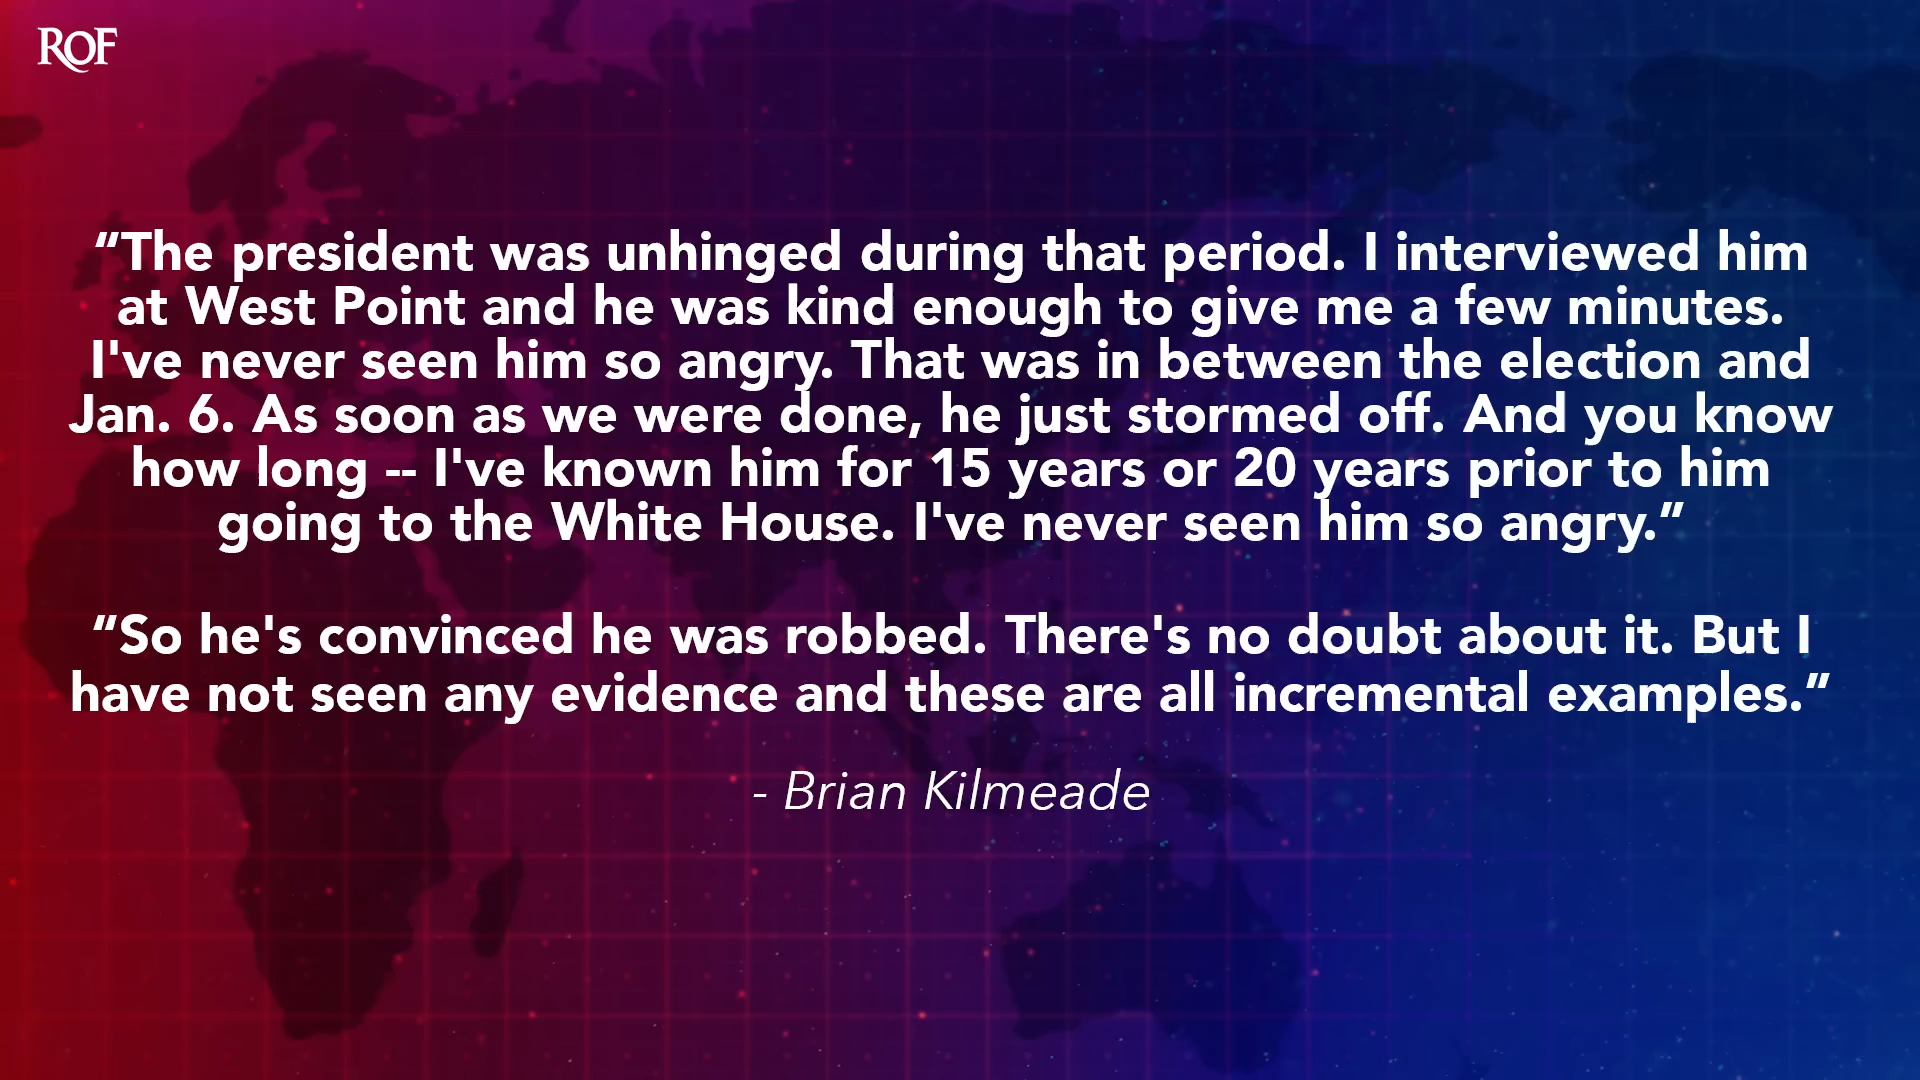 ROF
“The president was unhinged during that period. I interviewed him
at West Point and he was kind enough to give me a few minutes.
I've never seen him so angry. That was in between the election and
Jan. 6. As soon as we were done, he just stormed off. And you know
how long -- I've known him for 15 years or 20 years prior to him
going to the White House. I've never seen him so angry.”
“So he's convinced he was robbed. There's no doubt about it. But I
have not seen any evidence and these are all incremental examples.”
- Brian Kilmeade